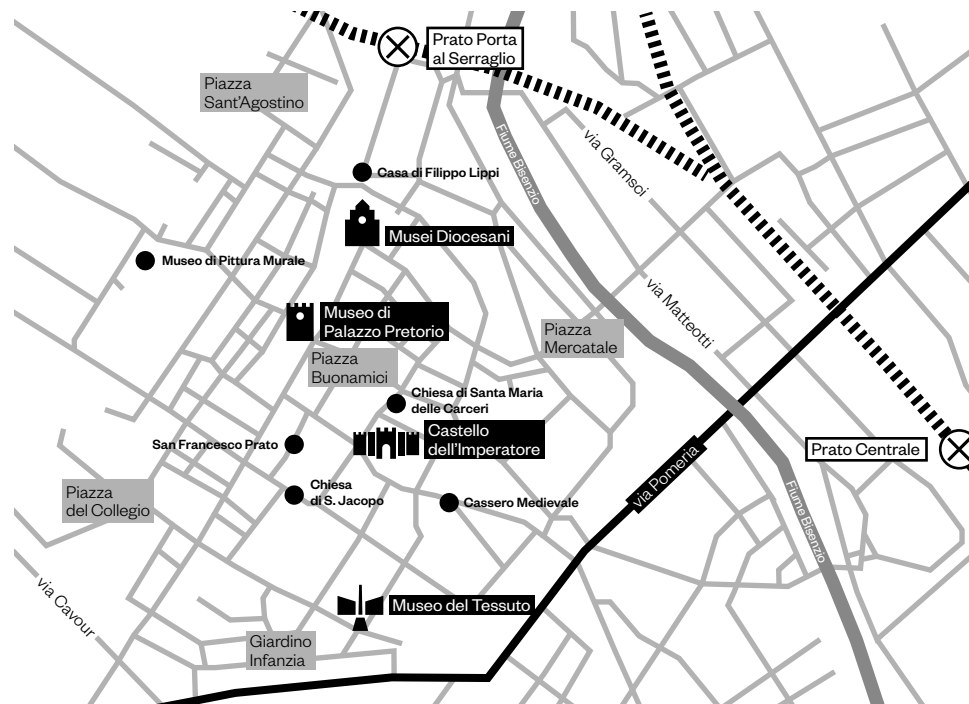 Prato Porta
al Serraglio
Piazza
Sant'Agostino
Fiume Bisenzio
via Gramsci
Casa di Filippo Lippi
Musei Diocesani
Museo di Pittura Murale
via Matteotti
Museo di
Palazzo Pretorio
Piazza
Mercatale
Piazza
Buonamici
Chiesa di Santa Maria
delle Carceri
San Francesco Prato
Castello
dell'Imperatore
Prato Centrale
via Pomeria
Piazza
del Collegio
Chiesa
di S. Jacopo
Cassero Medievale
Fiume Bisenzio
via Cavour
Museo del Tessuto
Giardino
Infanzia